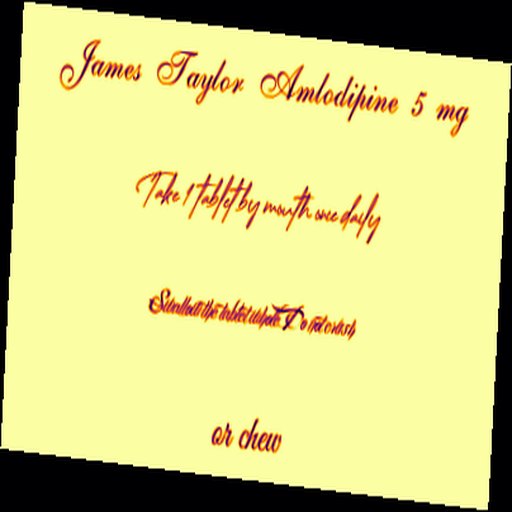 James Taylor Amlodipine 5 mg
Take 1 tablet by mouth once daily
Swallow the tablet whole. Do not crush
or chew